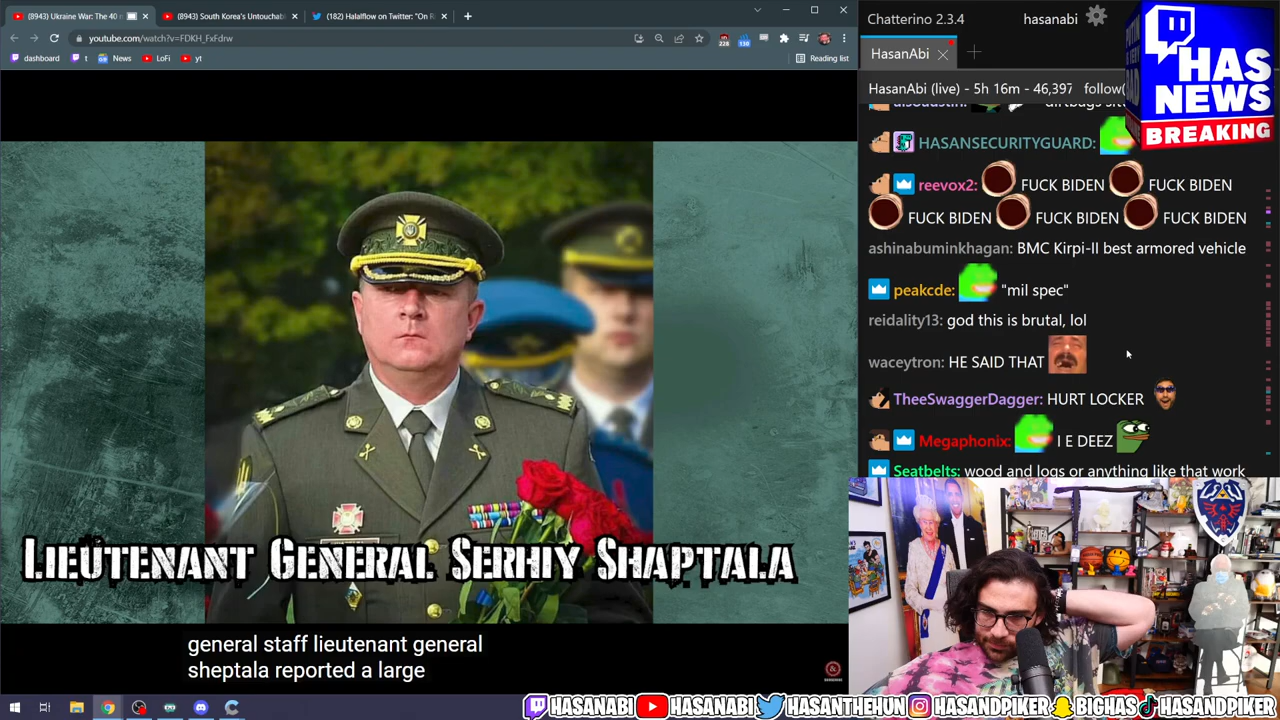 (8943) Ukraine War: The 40 m
(8943) South Korea's Untouchab
(182) Halalflow on Twitter: "On R
youtube.com/watch?v=FDKH_FxFdrw
228
130
dashboard
t
News
LoFi
yt
Reading list
LIEUTENANT GENERAL SERHIY SHAPTALA
general staff lieutenant general
sheptala reported a large
Chatterino 2.3.4
hasanabi
HasanAbi
HasanAbi (live) - 5h 16m - 46,397
follow(
HAS
NEWS
BREAKING
HASANSECURITYGUARD:
reevox2: FUCK BIDEN FUCK BIDEN
FUCK BIDEN FUCK BIDEN FUCK BIDEN
ashinabuminkhagan: BMC Kirpi-II best armored vehicle
peakcde: "mil spec"
reidality13: god this is brutal, lol
waceytron: HE SAID THAT
TheeSwaggerDagger: HURT LOCKER
Megaphonix: I E DEEZ
Seatbelts: wood and logs or anything like that work
HASANABI
HASANABI
HASANTHEHUN
HASANDPIKER
BIGHAS
HASANDPIKER